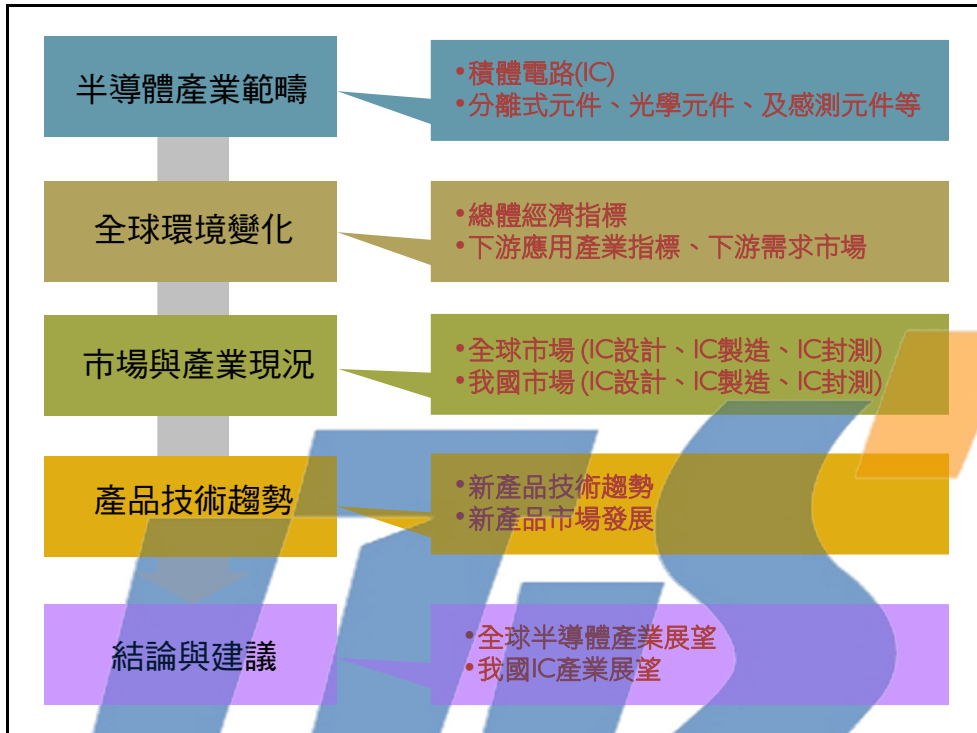 半導體產業範疇
•積體電路(IC)
•分離式元件、光學元件、及感測元件等
全球環境變化
•總體經濟指標
•下游應用產業指標、下游需求市場
市場與產業現況
•全球市場 (IC設計、IC製造、IC封測)
•我國市場 (IC設計、IC製造、IC封測)
產品技術趨勢
•新產品技術趨勢
•新產品市場發展
結論與建議
•全球半導體產業展望
•我國IC產業展望